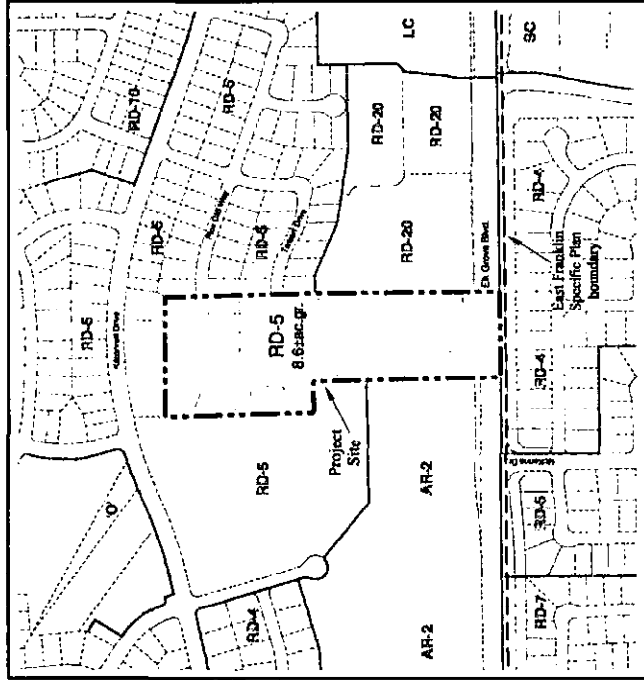 RD-10
RD-5
RD-5
RD-5
RD-5
LC
RD-20
RD-20
RD-20
RD-5
8.6±ac.gr.
Elk Grove Blvd.
SC
"O"
RD-5
Project
Site
AR-2
RD-4
AR-2
RD-4
East Franklin
Specific Plan
boundary
RD-4
McKenna Dr.
RD-5
RD-7